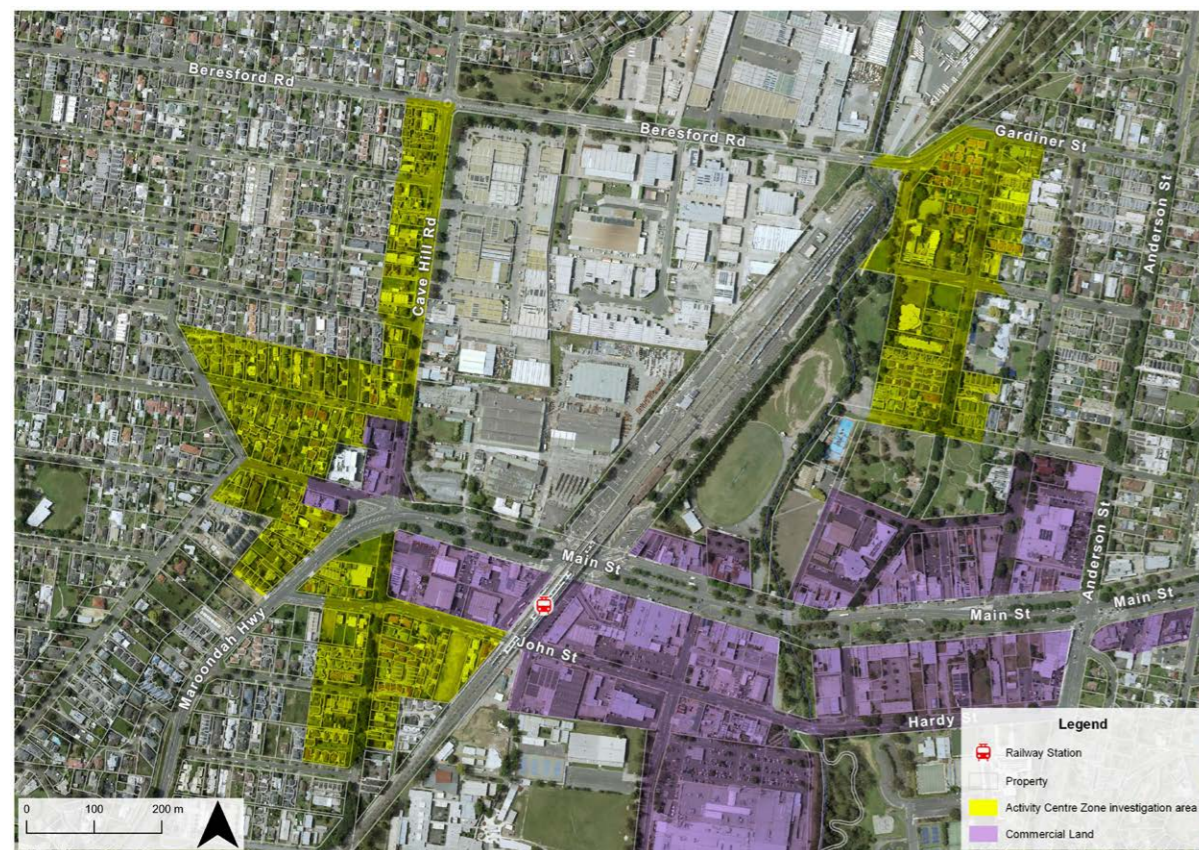 Beresford Rd
Beresford Rd
Gardiner St
Anderson St
Cave Hill Rd
Main St
Anderson St
Main St
Main St
Maroondah Hwy
John St
Hardy St
Legend
Railway Station
Property
Activity Centre Zone investigation area
Commercial Land
0 100 200 m